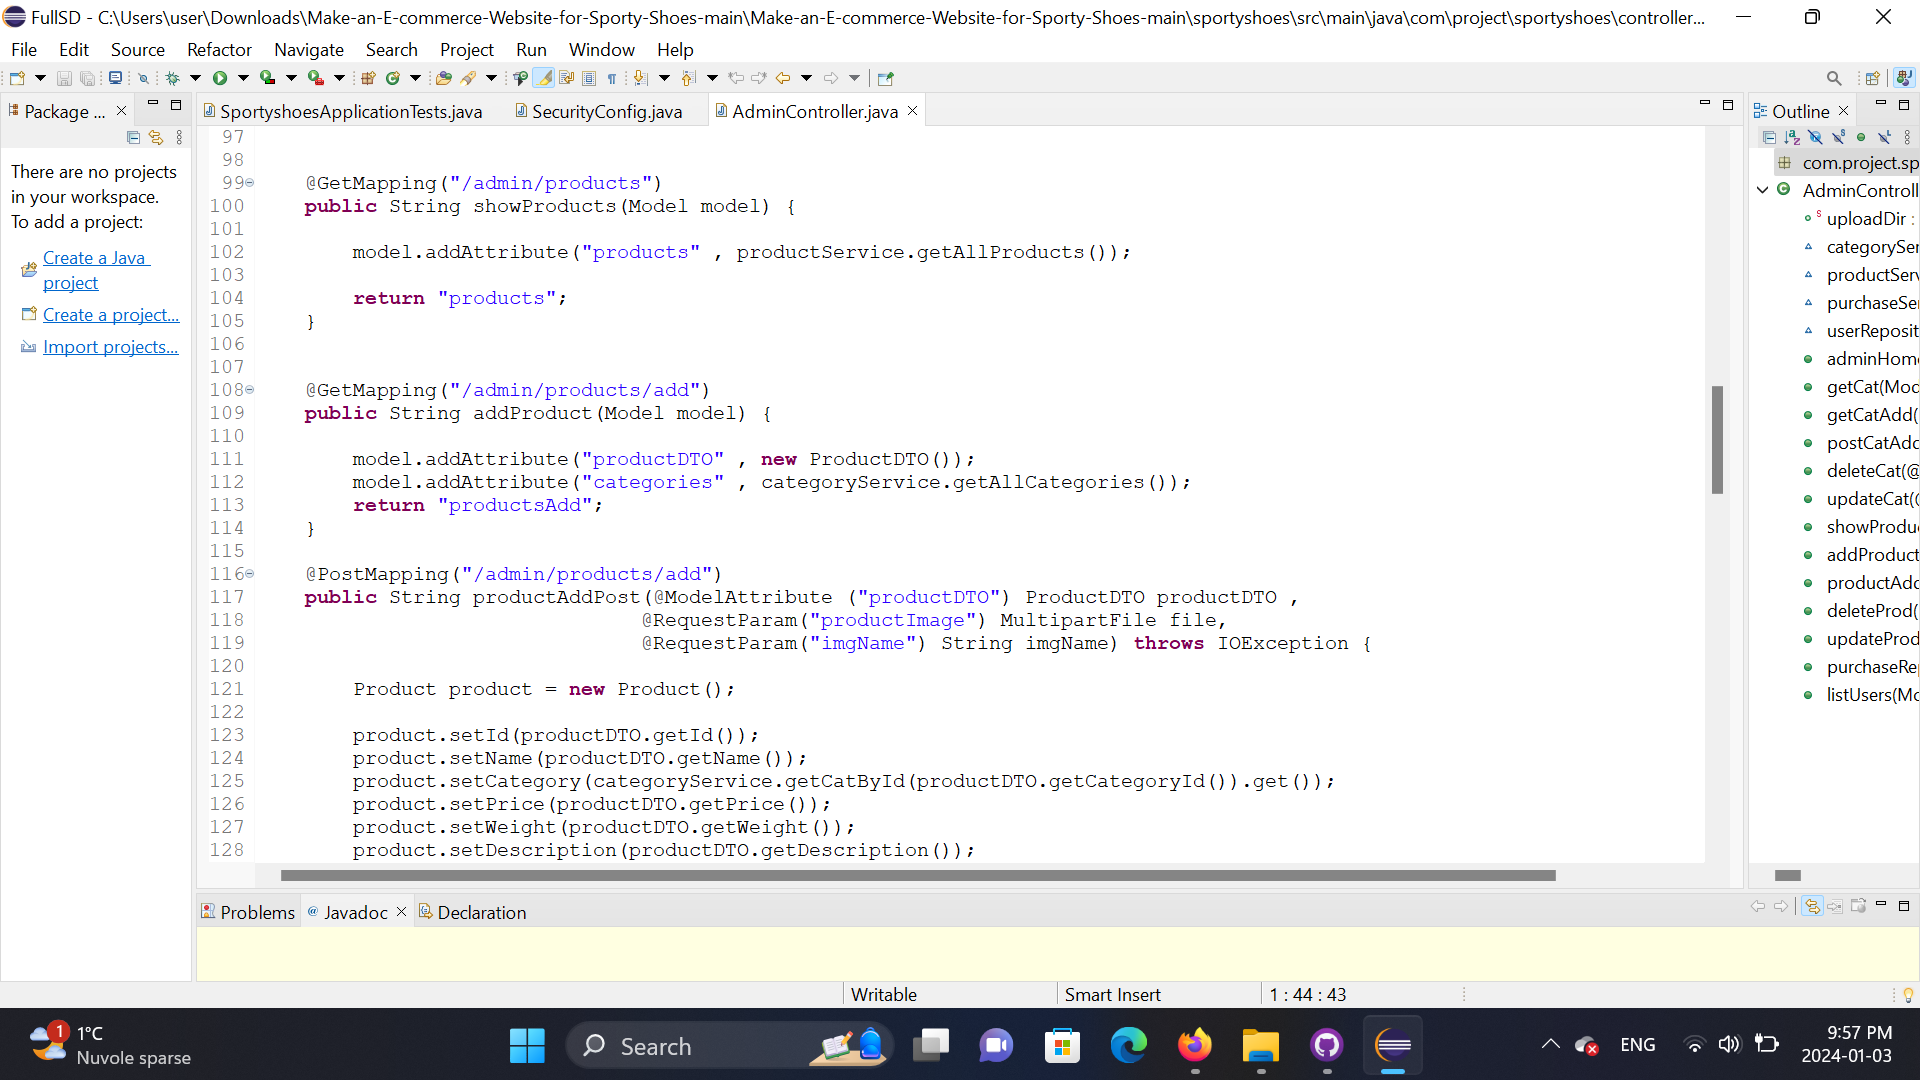 FullSD - C:\Users\user\Downloads\Make-an-E-commerce-Website-for-Sporty-Shoes-main\Make-an-E-commerce-Website-for-Sporty-Shoes-main\sportyshoes\src\main\java\com\project\sportyshoes\controller...
File Edit Source Refactor Navigate Search Project Run Window Help
Package ...
There are no projects
in your workspace.
To add a project:
Create a Java
project
Create a project...
Import projects...
SportyshoesApplicationTests.java SecurityConfig.java AdminController.java
97
98
99 @GetMapping("/admin/products")
100 public String showProducts(Model model) {
101
102 model.addAttribute("products" , productService.getAllProducts());
103
104 return "products";
105 }
106
107
108 @GetMapping("/admin/products/add")
109 public String addProduct(Model model) {
110
111 model.addAttribute("productDTO" , new ProductDTO());
112 model.addAttribute("categories" , categoryService.getAllCategories());
113 return "productsAdd";
114 }
115
116 @PostMapping("/admin/products/add")
117 public String productAddPost(@ModelAttribute ("productDTO") ProductDTO productDTO ,
118 @RequestParam("productImage") MultipartFile file,
119 @RequestParam("imgName") String imgName) throws IOException {
120
121 Product product = new Product();
122
123 product.setId(productDTO.getId());
124 product.setName(productDTO.getName());
125 product.setCategory(categoryService.getCatById(productDTO.getCategoryId()).get());
126 product.setPrice(productDTO.getPrice());
127 product.setWeight(productDTO.getWeight());
128 product.setDescription(productDTO.getDescription());
Outline
com.project.sp
AdminControll
uploadDir :
categorySer
productServ
purchaseSer
userReposit
adminHome
getCat(Mod
getCatAdd(
postCatAdd
deleteCat(@
updateCat(@
showProdu
addProduct
productAdd
deleteProd(
updateProd
purchaseRep
listUsers(Mo
Problems @ Javadoc Declaration
Writable Smart Insert 1 : 44 : 43
1
1°C
Nuvole sparse
Search
ENG
9:57 PM
2024-01-03